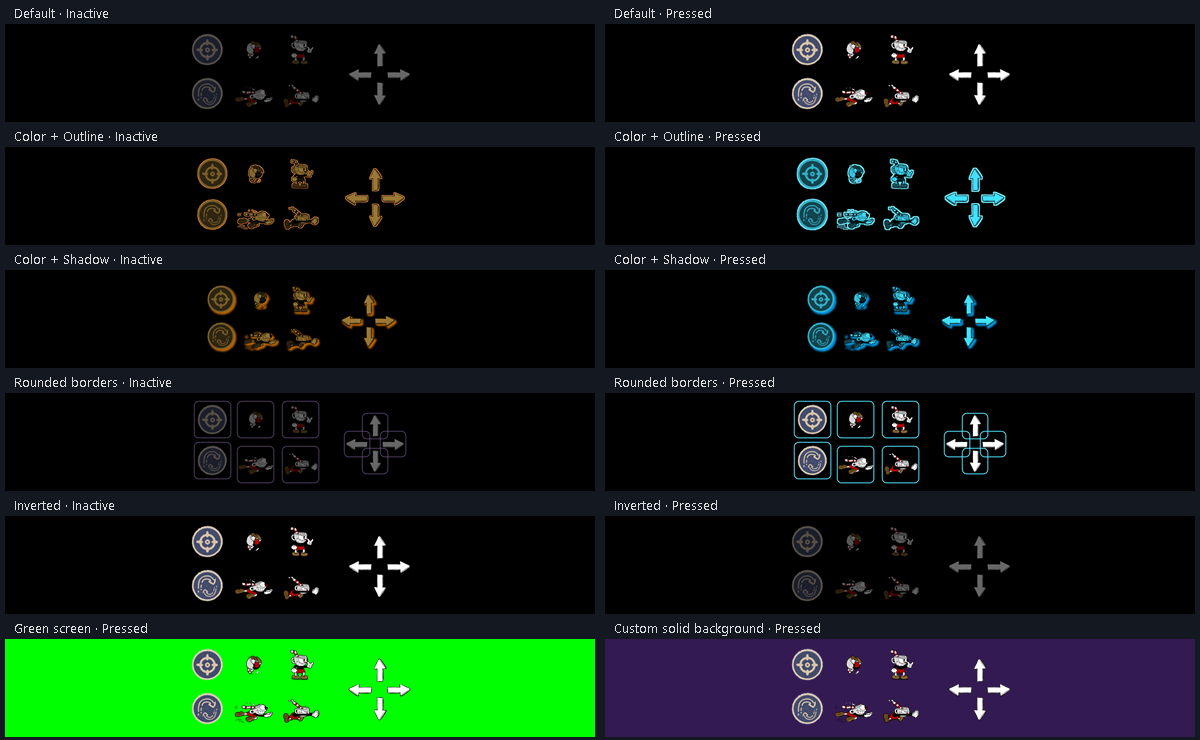 Default · Inactive
Default · Pressed
Color + Outline · Inactive
Color + Outline · Pressed
Color + Shadow · Inactive
Color + Shadow · Pressed
Rounded borders · Inactive
Rounded borders · Pressed
Inverted · Inactive
Inverted · Pressed
Green screen · Pressed
Custom solid background · Pressed